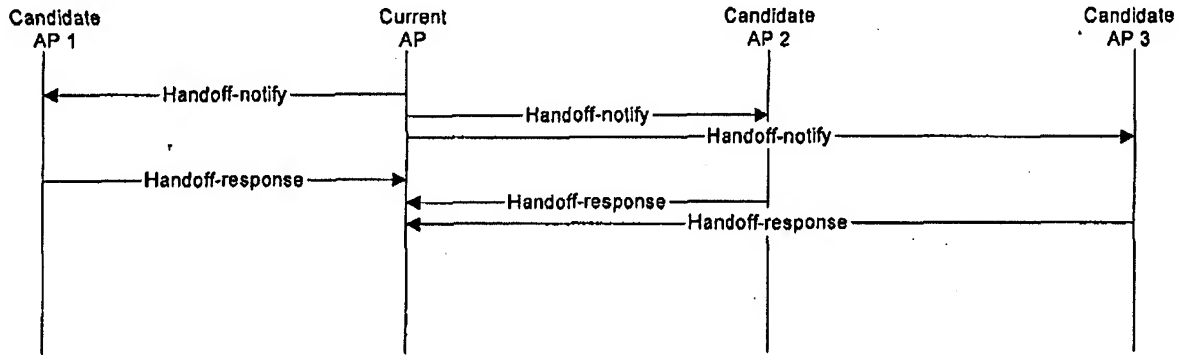 Candidate
AP 1
Current
AP
Candidate
AP 2
Candidate
AP 3
Handoff-notify
Handoff-notify
Handoff-notify
Handoff-response
Handoff-response
Handoff-response